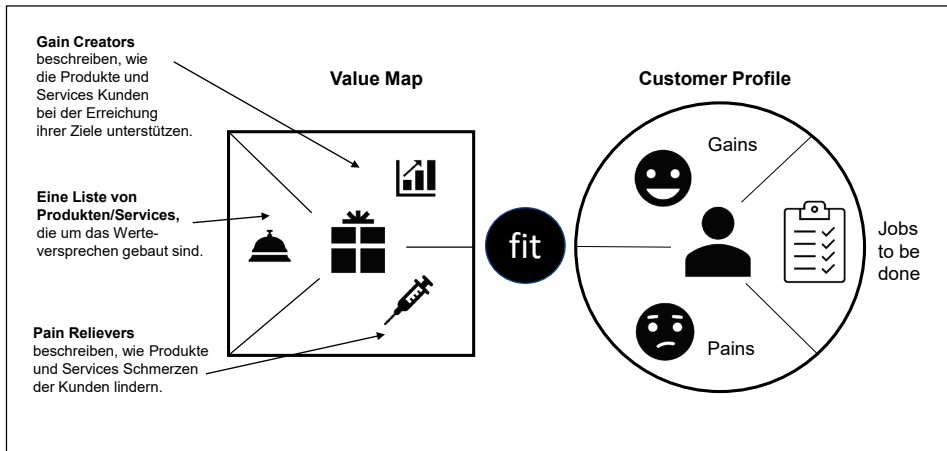 Gain Creators
beschreiben, wie
die Produkte und
Services Kunden
bei der Erreichung
ihrer Ziele unterstützen.
Eine Liste von
Produkten/Services,
die um das Werte-
versprechen gebaut sind.
Pain Relievers
beschreiben, wie Produkte
und Services Schmerzen
der Kunden lindern.
Value Map
fit
Customer Profile
Gains
Jobs
to be
done
Pains